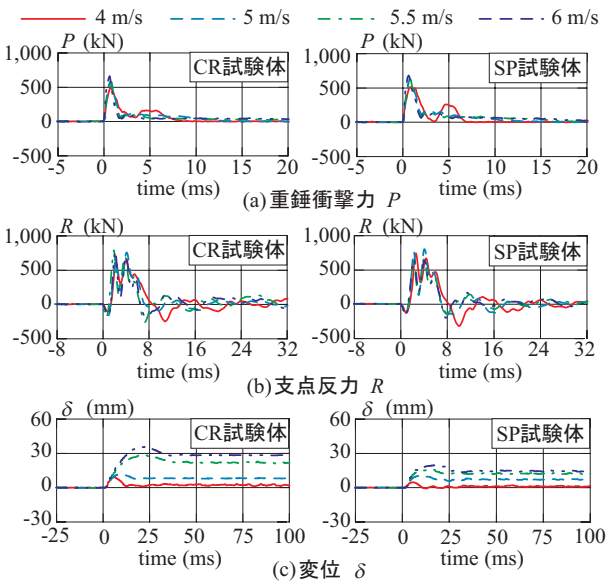 4 m/s 5 m/s 5.5 m/s 6 m/s
P (kN) P (kN)
1,000 CR試験体 1,000 SP試験体
500 500
0 0
-500 -500
-5 0 5 10 15 20 -5 0 5 10 15 20
time (ms) time (ms)
(a)重錘衝撃力 P
R (kN) R (kN)
1,000 CR試験体 1,000 SP試験体
500 500
0 0
-500 -500
-8 0 8 16 24 32 -8 0 8 16 24 32
time (ms) time (ms)
(b)支点反力 R
δ (mm) δ (mm)
60 CR試験体 60 SP試験体
30 30
0 0
-30 -30
-25 0 25 50 75 100 -25 0 25 50 75 100
time (ms) time (ms)
(c)変位 δ